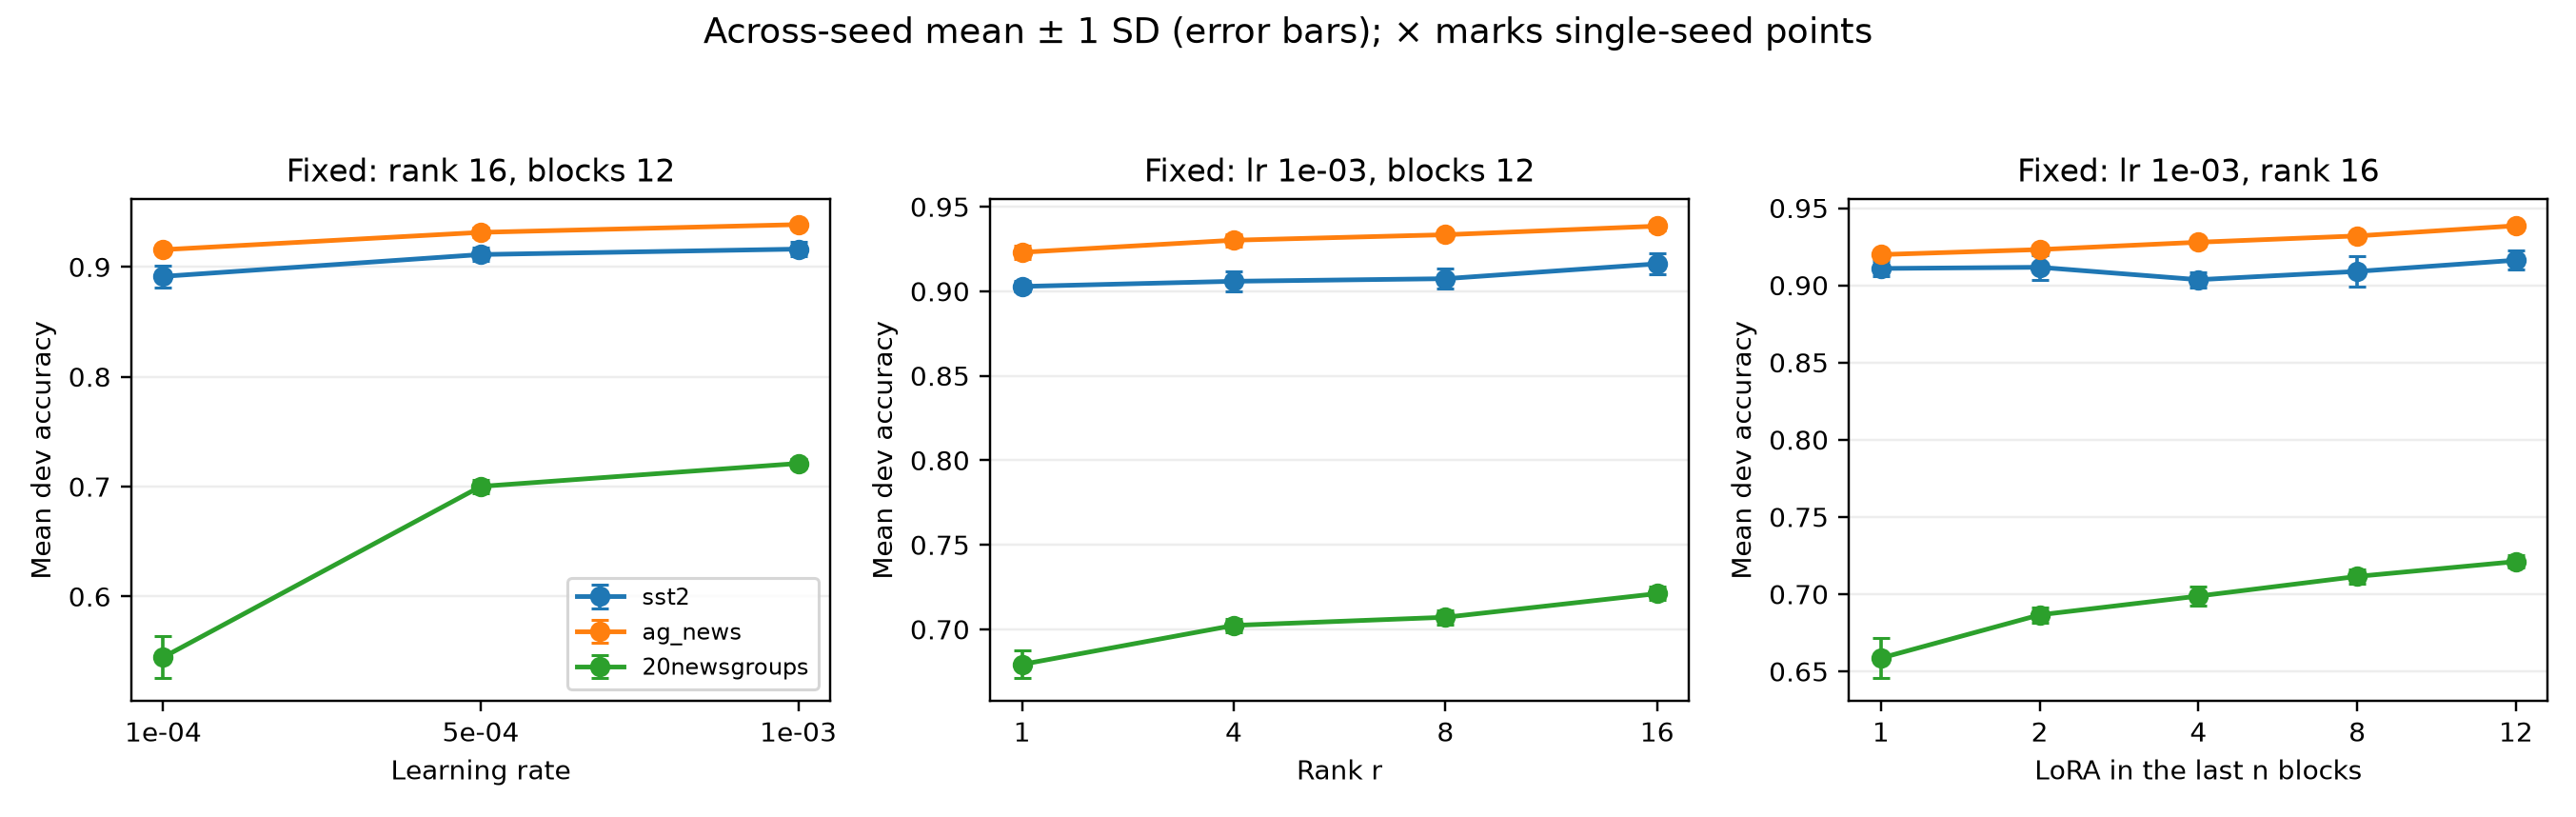 Across-seed mean ± 1 SD (error bars); × marks single-seed points
Fixed: rank 16, blocks 12
Mean dev accuracy
0.9
0.8
0.7
0.6
sst2
ag_news
20newsgroups
1e-04
5e-04
1e-03
Learning rate
Fixed: lr 1e-03, blocks 12
Mean dev accuracy
0.95
0.90
0.85
0.80
0.75
0.70
1
4
8
16
Rank r
Fixed: lr 1e-03, rank 16
Mean dev accuracy
0.95
0.90
0.85
0.80
0.75
0.70
0.65
1
2
4
8
12
LoRA in the last n blocks